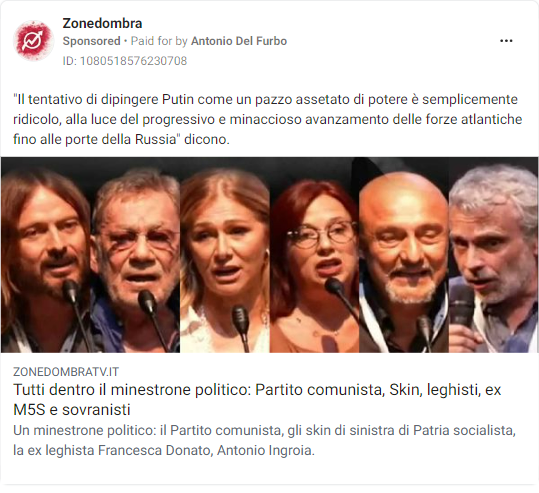 Zonedombra
Sponsored • Paid for by Antonio Del Furbo
ID: 1080518576230708
"Il tentativo di dipingere Putin come un pazzo assetato di potere è semplicemente
ridicolo, alla luce del progressivo e minaccioso avanzamento delle forze atlantiche
fino alle porte della Russia" dicono.
ZONEDOMBRATV.IT
Tutti dentro il minestrone politico: Partito comunista, Skin, leghisti, ex
M5S e sovranisti
Un minestrone politico: il Partito comunista, gli skin di sinistra di Patria socialista,
la ex leghista Francesca Donato, Antonio Ingroia.